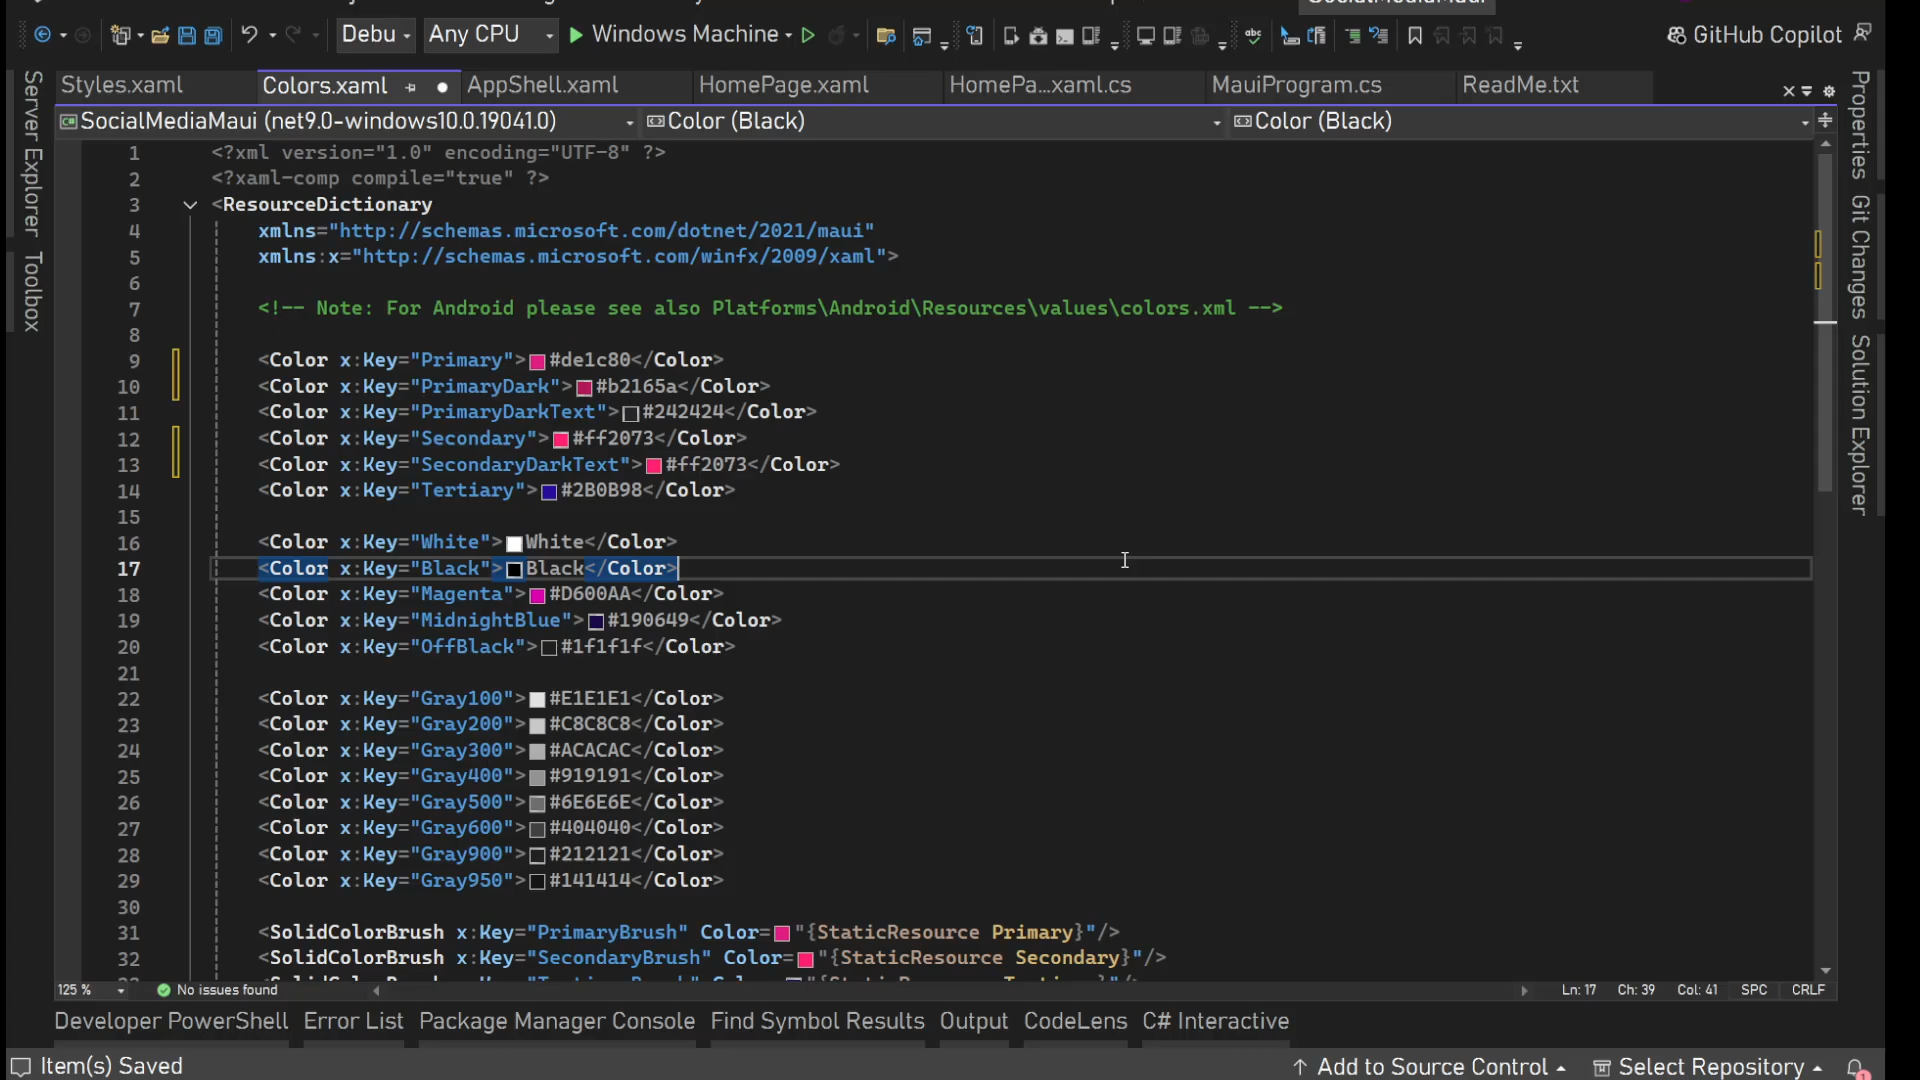 Debu
Any CPU
Windows Machine
GitHub Copilot
Styles.xaml
Colors.xaml
AppShell.xaml
HomePage.xaml
HomePa...xaml.cs
MauiProgram.cs
ReadMe.txt
SocialMediaMaui (net9.0-windows10.0.19041.0)
Color (Black)
Color (Black)
Server Explorer
Toolbox
Properties
Git Changes
Solution Explorer
1 <?xml version="1.0" encoding="UTF-8" ?>
2 <?xaml-comp compile="true" ?>
3 <ResourceDictionary
4 xmlns="http://schemas.microsoft.com/dotnet/2021/maui"
5 xmlns:x="http://schemas.microsoft.com/winfx/2009/xaml">
6
7 <!-- Note: For Android please see also Platforms\Android\Resources\values\colors.xml -->
8
9 <Color x:Key="Primary">#de1c80</Color>
10 <Color x:Key="PrimaryDark">#b2165a</Color>
11 <Color x:Key="PrimaryDarkText">#242424</Color>
12 <Color x:Key="Secondary">#ff2073</Color>
13 <Color x:Key="SecondaryDarkText">#ff2073</Color>
14 <Color x:Key="Tertiary">#2B0B98</Color>
15
16 <Color x:Key="White">White</Color>
17 <Color x:Key="Black">Black</Color>
18 <Color x:Key="Magenta">#D600AA</Color>
19 <Color x:Key="MidnightBlue">#190649</Color>
20 <Color x:Key="OffBlack">#1f1f1f</Color>
21
22 <Color x:Key="Gray100">#E1E1E1</Color>
23 <Color x:Key="Gray200">#C8C8C8</Color>
24 <Color x:Key="Gray300">#ACACAC</Color>
25 <Color x:Key="Gray400">#919191</Color>
26 <Color x:Key="Gray500">#6E6E6E</Color>
27 <Color x:Key="Gray600">#404040</Color>
28 <Color x:Key="Gray900">#212121</Color>
29 <Color x:Key="Gray950">#141414</Color>
30
31 <SolidColorBrush x:Key="PrimaryBrush" Color="{StaticResource Primary}"/>
32 <SolidColorBrush x:Key="SecondaryBrush" Color="{StaticResource Secondary}"/>
125 %
No issues found
Ln: 17
Ch: 39
Col: 41
SPC
CRLF
Developer PowerShell
Error List
Package Manager Console
Find Symbol Results
Output
CodeLens
C# Interactive
Item(s) Saved
Add to Source Control
Select Repository
1